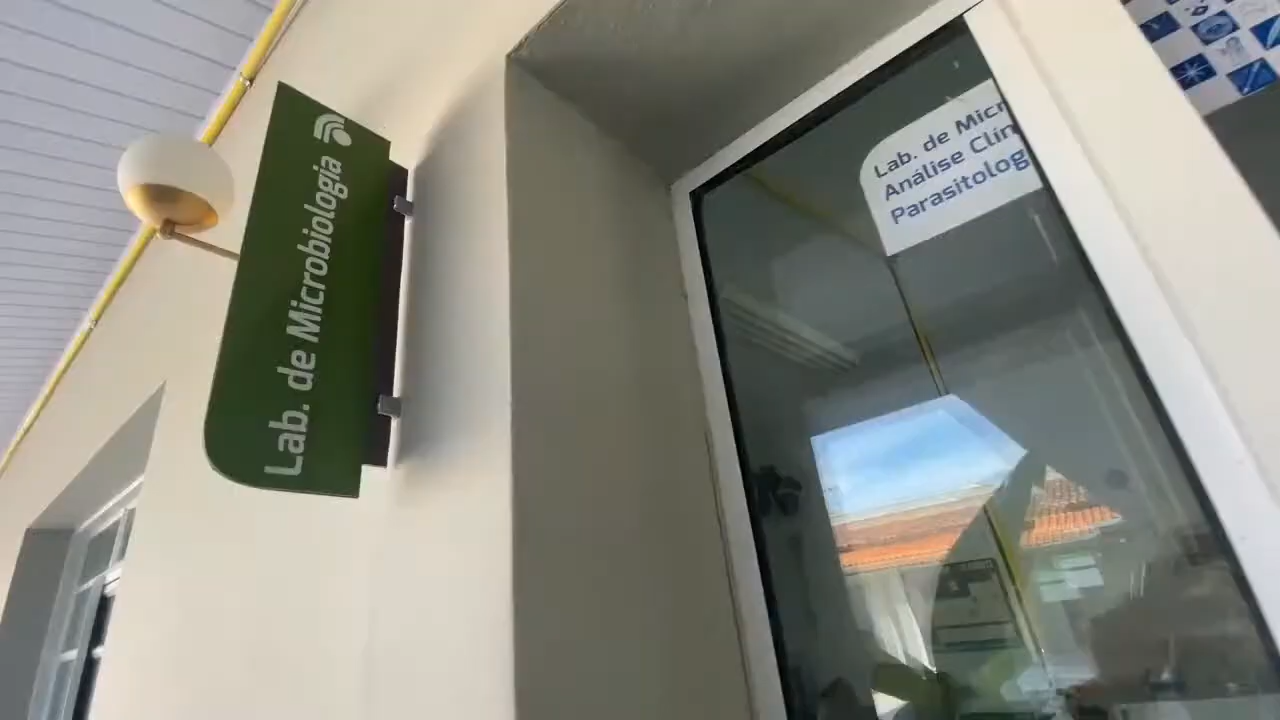 Lab. de Microbiologia
Lab. de Micr
Análise Clín
Parasitolog